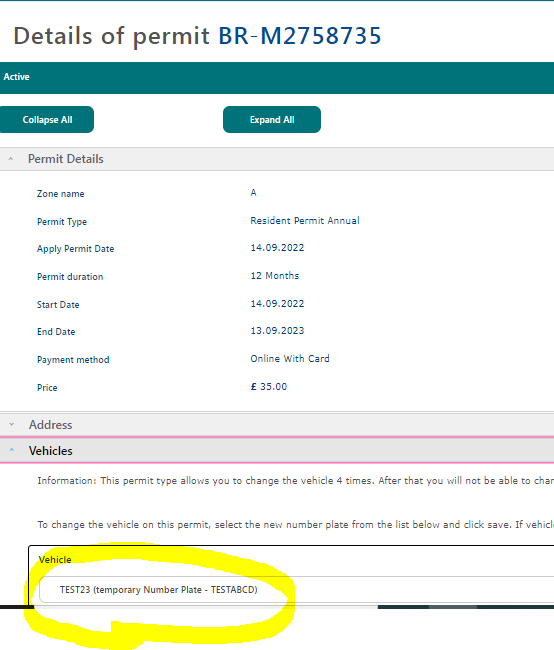 Details of permit BR-M2758735
Active
Collapse All Expand All
Permit Details
Zone name A
Permit Type Resident Permit Annual
Apply Permit Date 14.09.2022
Permit duration 12 Months
Start Date 14.09.2022
End Date 13.09.2023
Payment method Online With Card
Price £ 35.00
Address
Vehicles
Information: This permit type allows you to change the vehicle 4 times. After that you will not be able to
To change the vehicle on this permit, select the new number plate from the list below and click save. If
Vehicle
TEST23 (temporary Number Plate - TESTABCD)